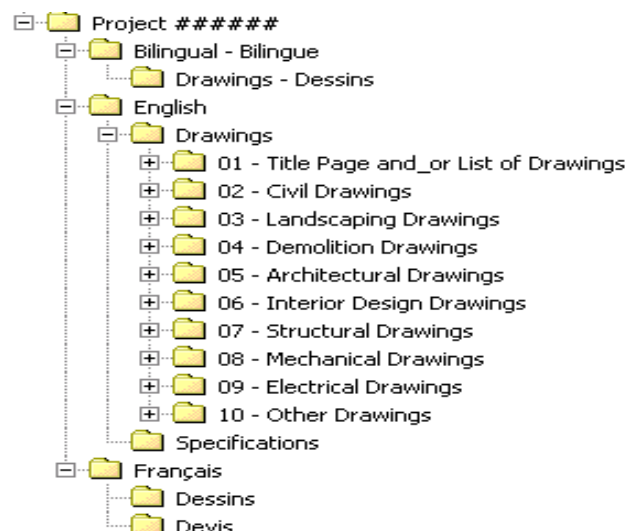 Project ######
Bilingual - Bilingue
Drawings - Dessins
English
Drawings
01 - Title Page and_or List of Drawings
02 - Civil Drawings
03 - Landscaping Drawings
04 - Demolition Drawings
05 - Architectural Drawings
06 - Interior Design Drawings
07 - Structural Drawings
08 - Mechanical Drawings
09 - Electrical Drawings
10 - Other Drawings
Specifications
Français
Dessins
Devis